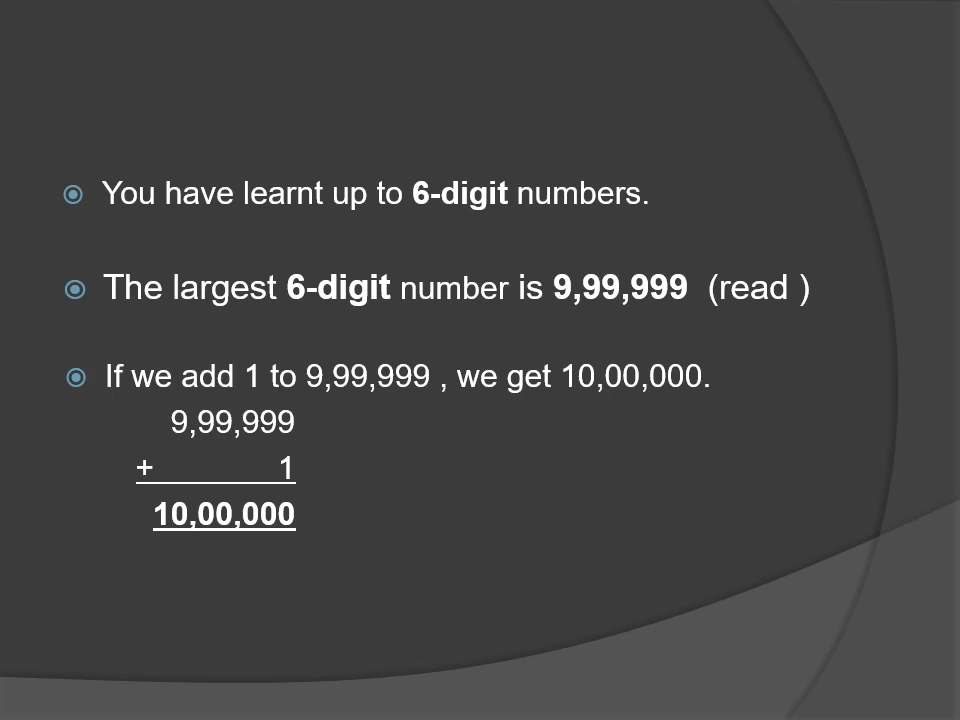 You have learnt up to 6-digit numbers.
The largest 6-digit number is 9,99,999 (read )
If we add 1 to 9,99,999 , we get 10,00,000.
9,99,999
+ 1
10,00,000